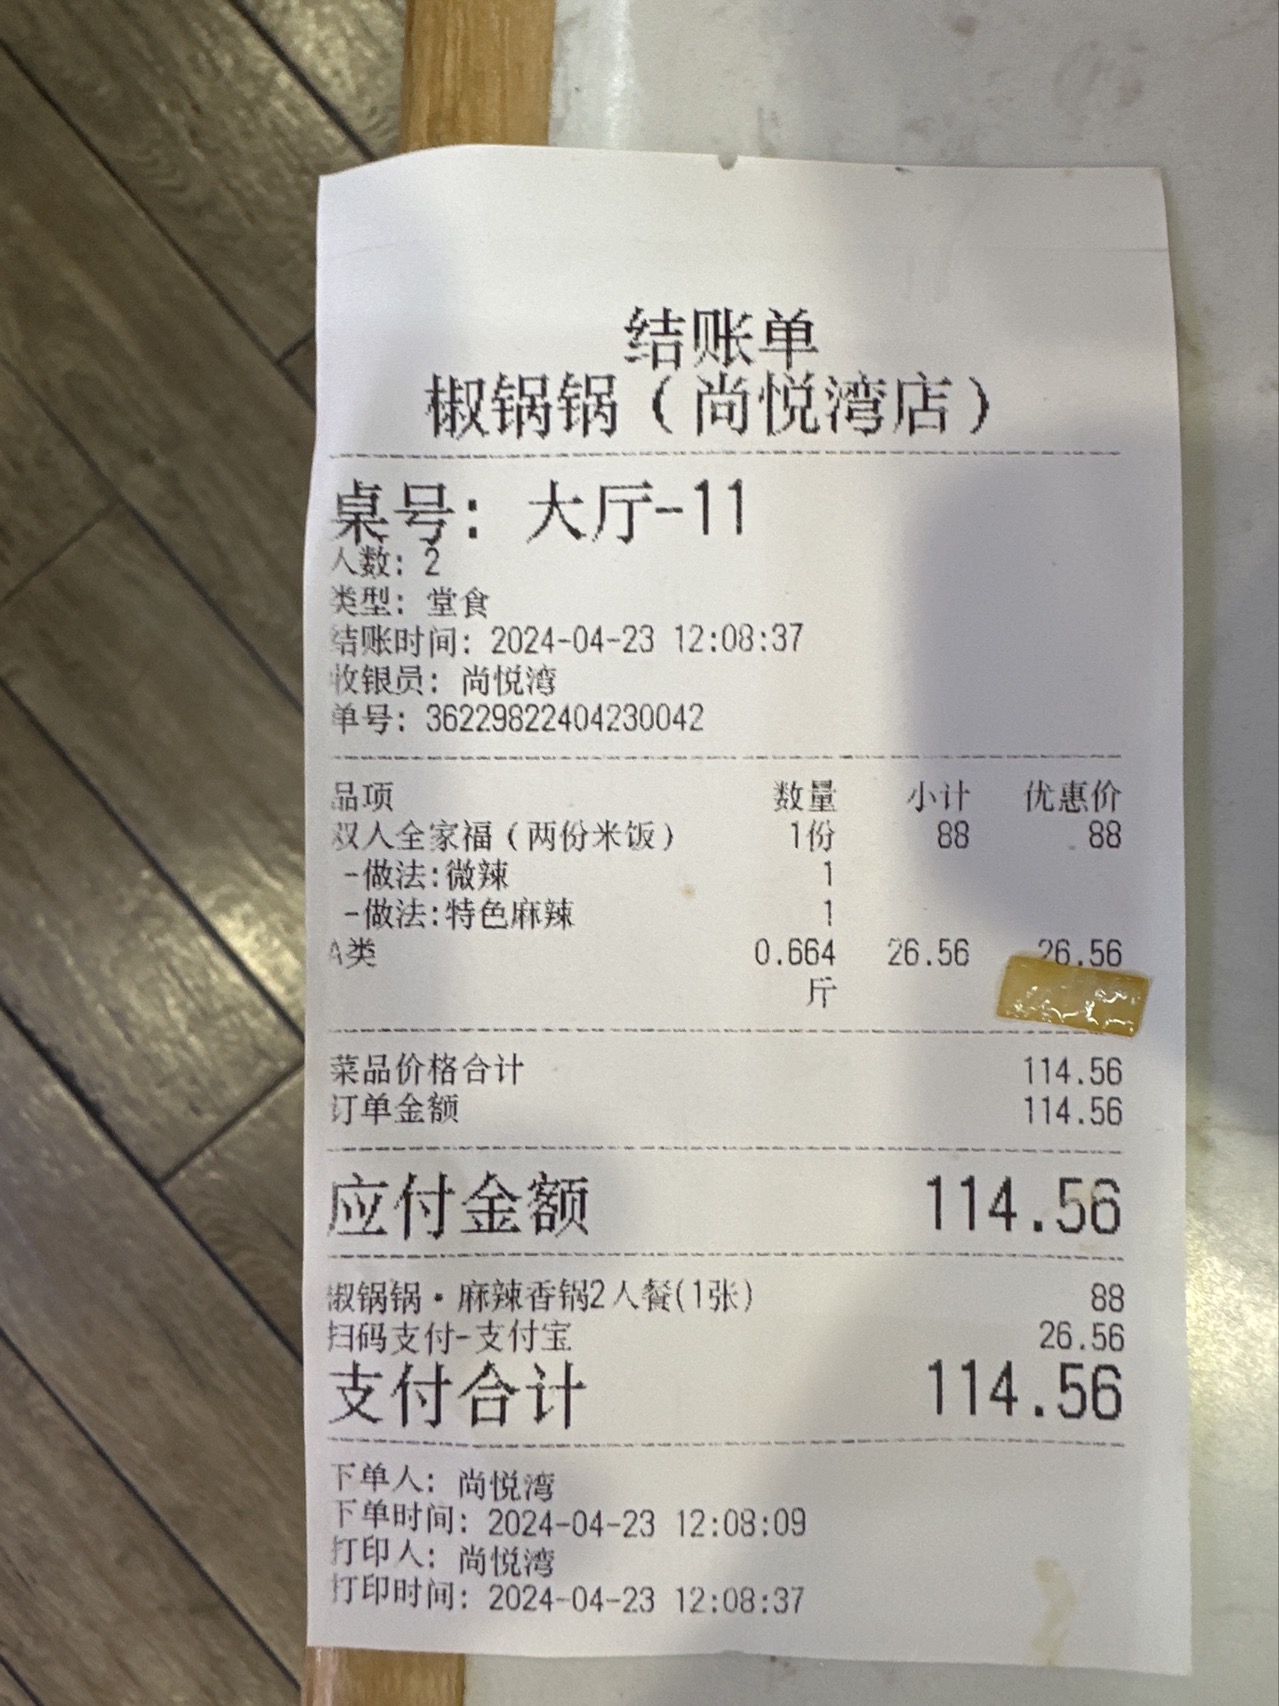 结账单
椒锅锅（尚悦湾店）
桌号：大厅-11
人数: 2
类型: 堂食
结账时间: 2024-04-23 12:08:37
收银员: 尚悦湾
单号: 36229822404230042
品项 数量 小计 优惠价
双人全家福（两份米饭） 1份 88 88
-做法:微辣 1
-做法:特色麻辣 1
A类 0.664 26.56 26.56
斤
菜品价格合计 114.56
订单金额 114.56
应付金额 114.56
椒锅锅·麻辣香锅2人餐(1张) 88
扫码支付-支付宝 26.56
支付合计 114.56
下单人: 尚悦湾
下单时间: 2024-04-23 12:08:09
打印人: 尚悦湾
打印时间: 2024-04-23 12:08:37